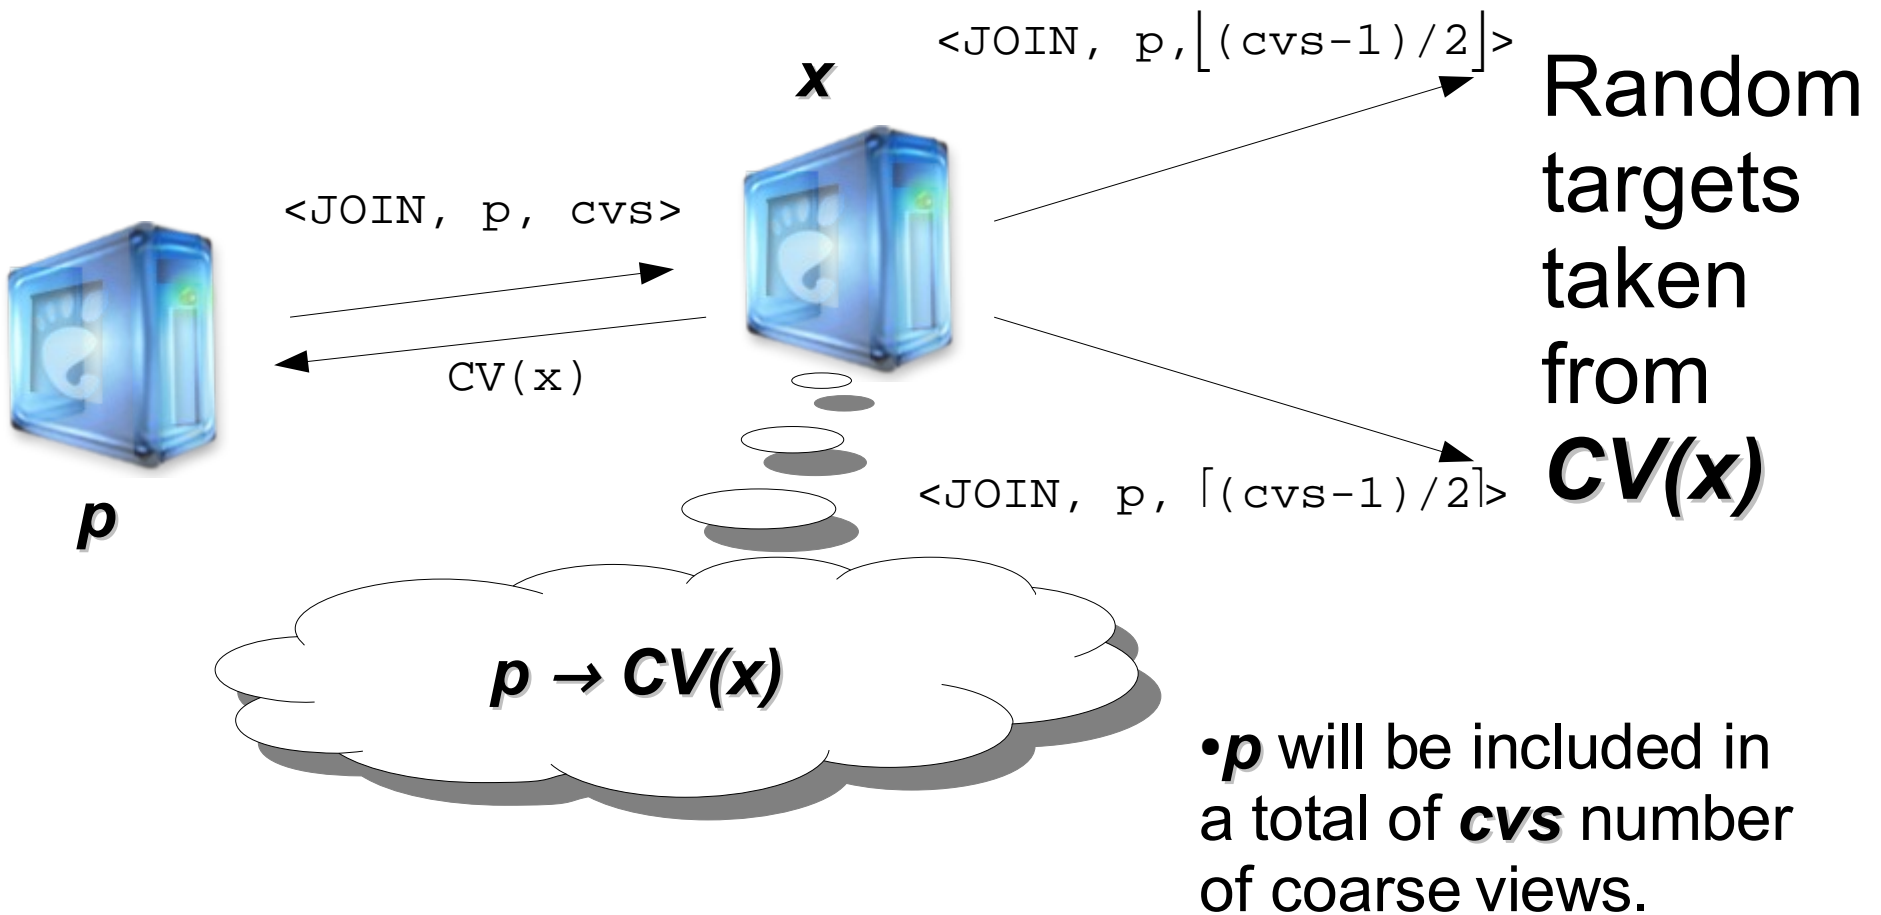 <JOIN, p,⌊(cvs-1)/2⌋>
x
Random
targets
taken
from
CV(x)
<JOIN, p, cvs>
CV(x)
p
<JOIN, p, ⌈(cvs-1)/2⌉>
p → CV(x)
•p will be included in
a total of cvs number
of coarse views.